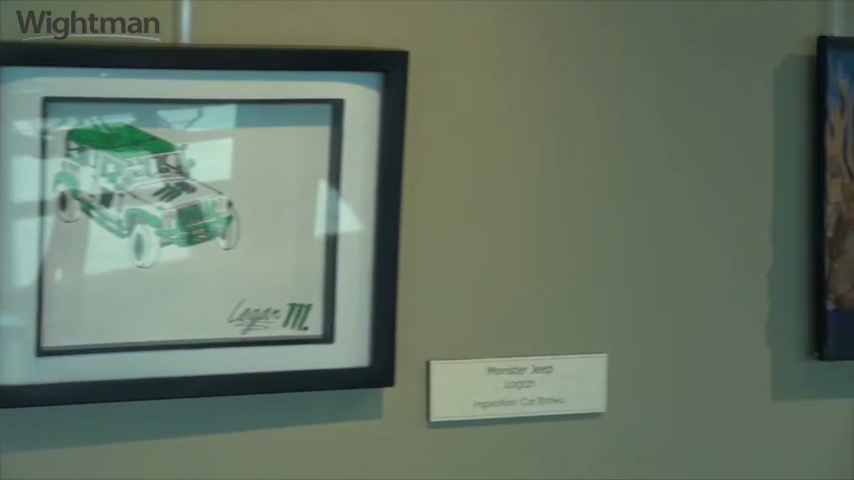 Wightman
Logan M.
Monster Jeep
Logan
Inspiration: Car Shows